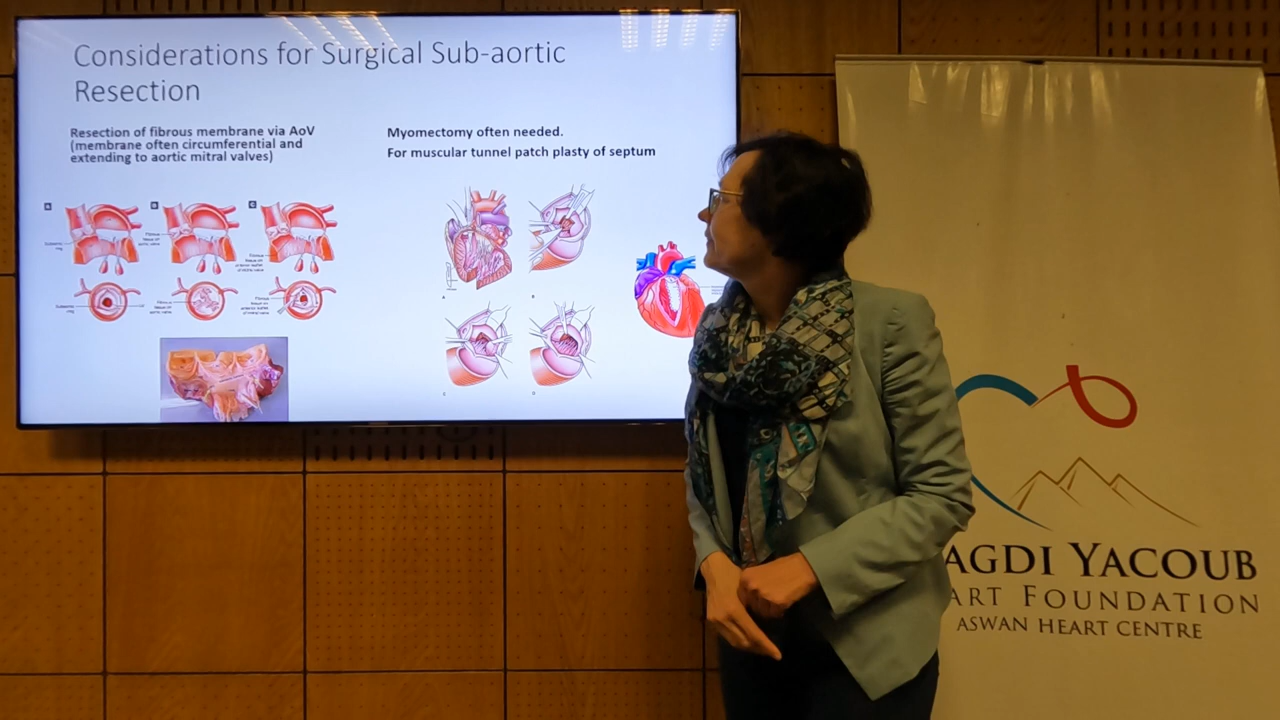 Considerations for Surgical Sub-aortic
Resection
Resection of fibrous membrane via AoV
(membrane often circumferential and
extending to aortic mitral valves)
Myomectomy often needed.
For muscular tunnel patch plasty of septum
B
C
A
B
C
D
AGDI YACOUB
ART FOUNDATION
ASWAN HEART CENTRE